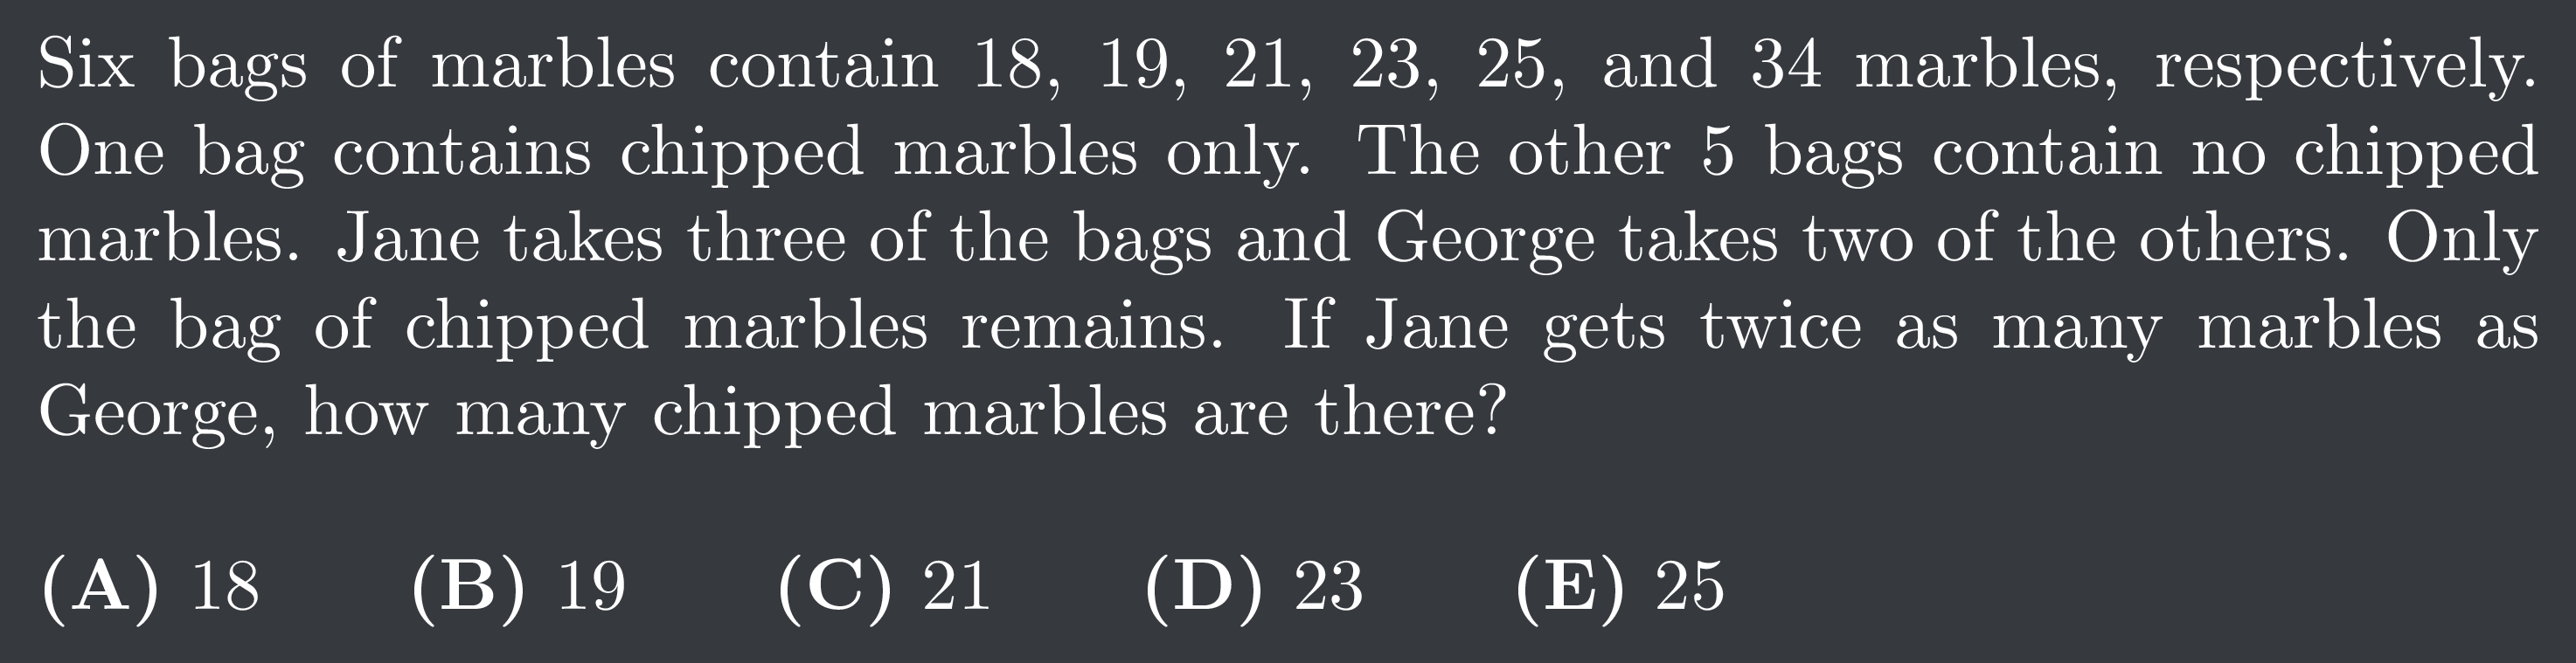 Six bags of marbles contain 18, 19, 21, 23, 25, and 34 marbles, respectively.
One bag contains chipped marbles only. The other 5 bags contain no chipped
marbles. Jane takes three of the bags and George takes two of the others. Only
the bag of chipped marbles remains. If Jane gets twice as many marbles as
George, how many chipped marbles are there?
(A) 18 (B) 19 (C) 21 (D) 23 (E) 25